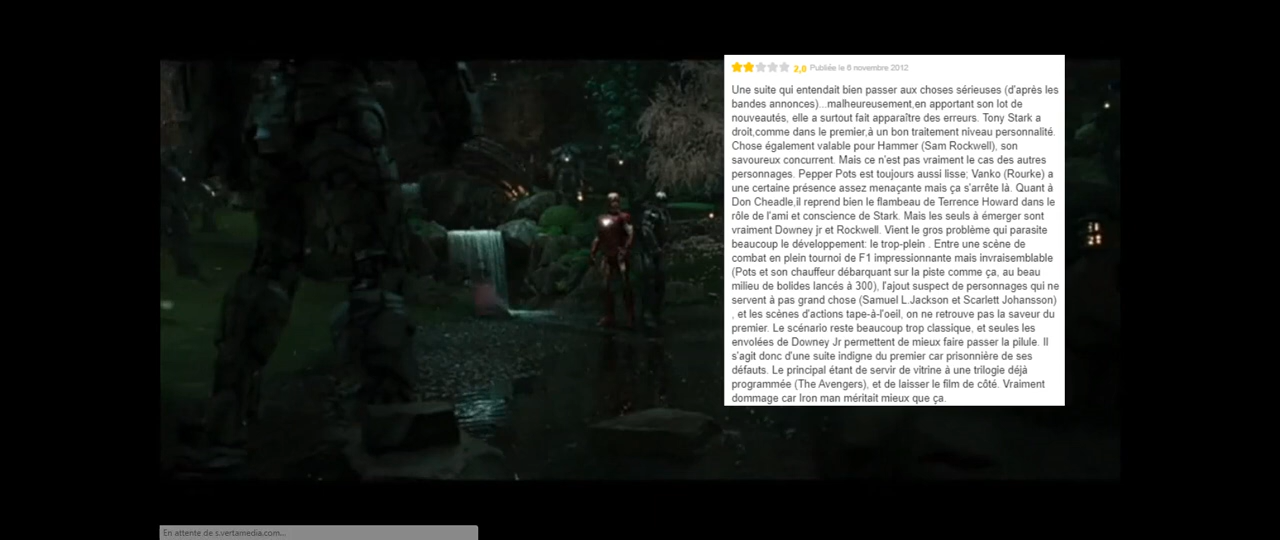 2,0 Publiée le 6 novembre 2012
Une suite qui entendait bien passer aux choses sérieuses (d'après les
bandes annonces)...malheureusement,en apportant son lot de
nouveautés, elle a surtout fait apparaître des erreurs. Tony Stark a
droit,comme dans le premier,à un bon traitement niveau personnalité.
Chose également valable pour Hammer (Sam Rockwell), son
savoureux concurrent. Mais ce n'est pas vraiment le cas des autres
personnages. Pepper Pots est toujours aussi lisse; Vanko (Rourke) a
une certaine présence assez menaçante mais ça s'arrête là. Quant à
Don Cheadle,il reprend bien le flambeau de Terrence Howard dans le
rôle de l'ami et conscience de Stark. Mais les seuls à émerger sont
vraiment Downey jr et Rockwell. Vient le gros problème qui parasite
beaucoup le développement: le trop-plein . Entre une scène de
combat en plein tournoi de F1 impressionnante mais invraisemblable
(Pots et son chauffeur débarquant sur la piste comme ça, au beau
milieu de bolides lancés à 300), l'ajout suspect de personnages qui ne
servent à pas grand chose (Samuel L.Jackson et Scarlett Johansson)
, et les scènes d'actions tape-à-l'oeil, on ne retrouve pas la saveur du
premier. Le scénario reste beaucoup trop classique, et seules les
envolées de Downey Jr permettent de mieux faire passer la pilule. Il
s'agit donc d'une suite indigne du premier car prisonnière de ses
défauts. Le principal étant de servir de vitrine à une trilogie déjà
programmée (The Avengers), et de laisser le film de côté. Vraiment
dommage car Iron man méritait mieux que ça.
En attente de s.vertamedia.com...